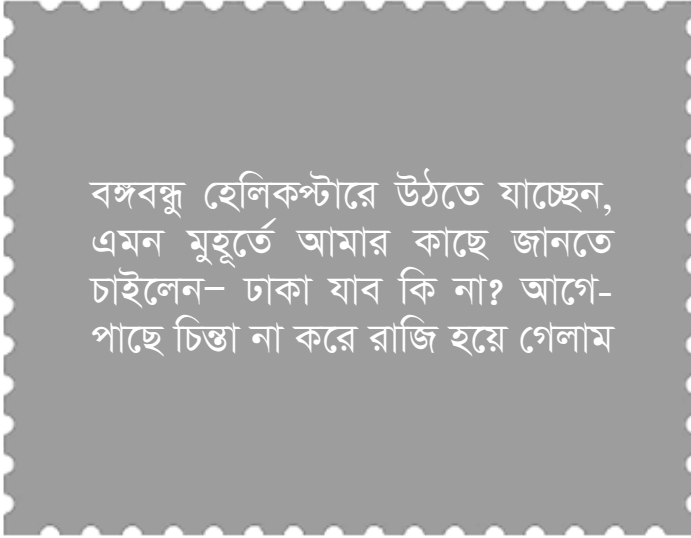 বঙ্গবন্ধু হেলিকপ্টারে উঠতে যাচ্ছেন,
এমন মুহূর্তে আমার কাছে জানতে
চাইলেন– ঢাকা যাব কি না? আগে-
পাছে চিন্তা না করে রাজি হয়ে গেলাম